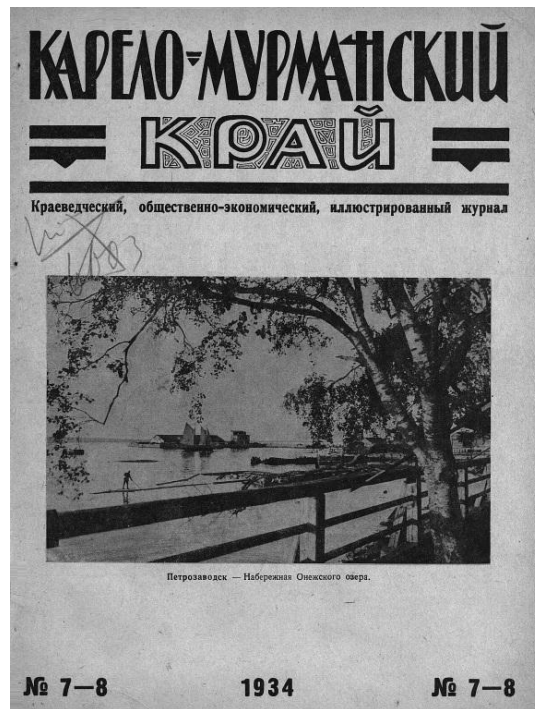 КАРЕЛО-МУРМАНСКИЙ
КРАЙ
Краеведческий, общественно-экономический, иллюстрированный журнал
Петрозаводск — Набережная Онежского озера.
№ 7—8 1934 № 7—8